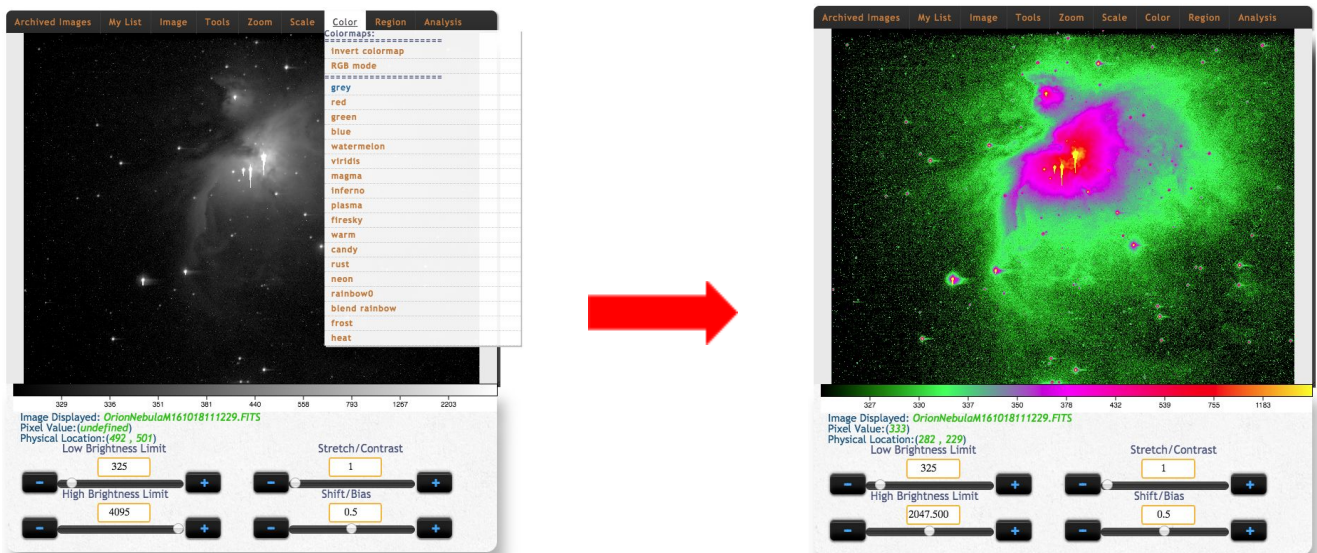 Archived Images My List Image Tools Zoom Scale Color Region Analysis
Colormaps:
=====================
invert colormap
RGB mode
=====================
grey
red
green
blue
watermelon
viridis
magma
inferno
plasma
firesky
warm
candy
rust
neon
rainbow0
blend rainbow
frost
heat
329 336 351 381 440 558 793 1267 2203
Image Displayed: OrionNebulaM161018111229.FITS
Pixel Value:(undefined)
Physical Location:(492 , 501)
Low Brightness Limit Stretch/Contrast
325 1
- + - +
High Brightness Limit Shift/Bias
4095 0.5
- + - +
Archived Images My List Image Tools Zoom Scale Color Region Analysis
327 330 337 350 378 432 539 755 1183
Image Displayed: OrionNebulaM161018111229.FITS
Pixel Value:(333)
Physical Location:(282 , 229)
Low Brightness Limit Stretch/Contrast
325 1
- + - +
High Brightness Limit Shift/Bias
2047.500 0.5
- + - +